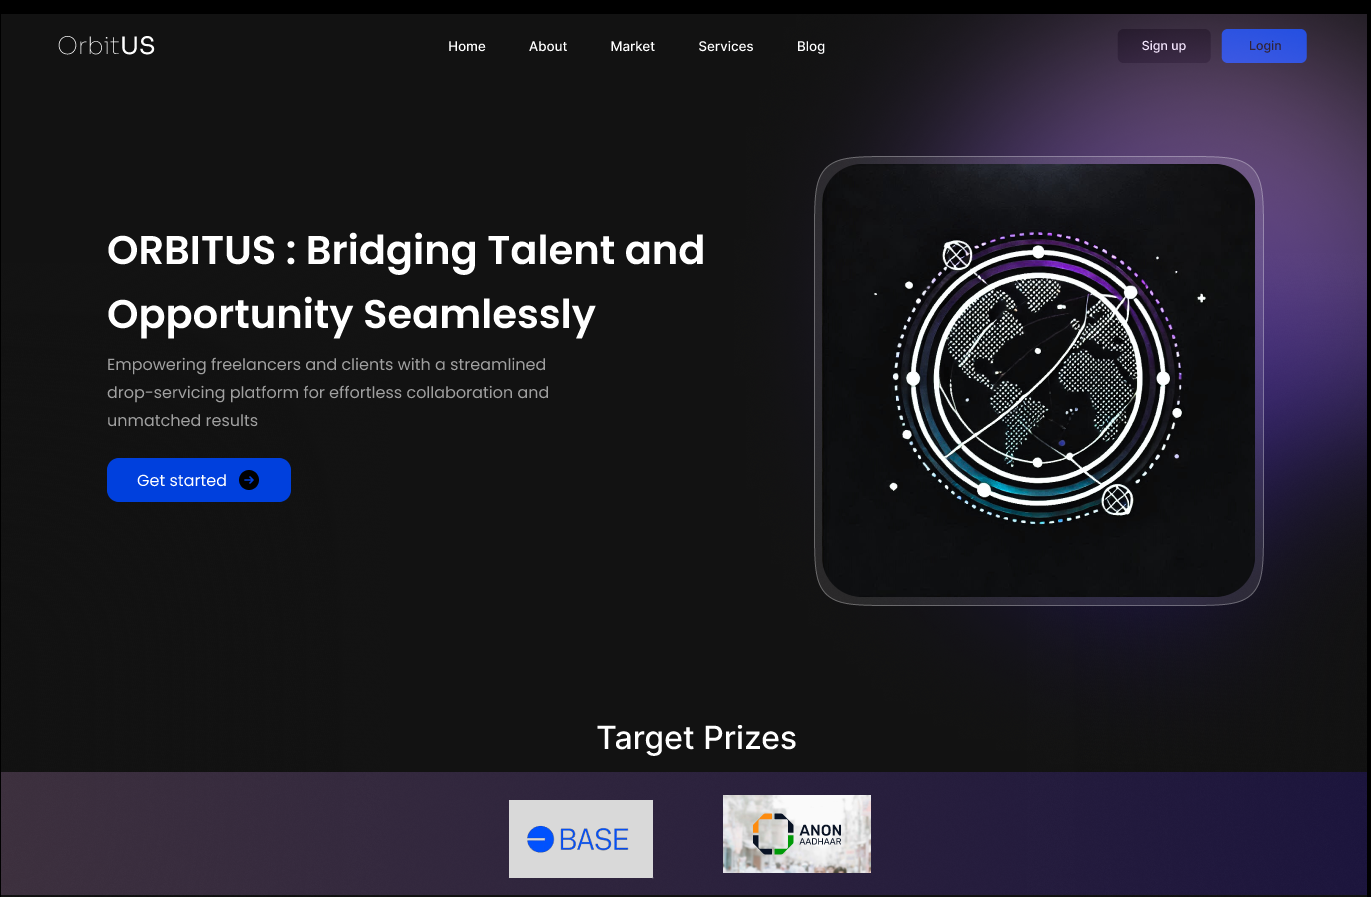 OrbitUS
Home About Market Services Blog
Sign up Login
ORBITUS : Bridging Talent and
Opportunity Seamlessly
Empowering freelancers and clients with a streamlined
drop-servicing platform for effortless collaboration and
unmatched results
Get started
Target Prizes
BASE
ANON
AADHAAR